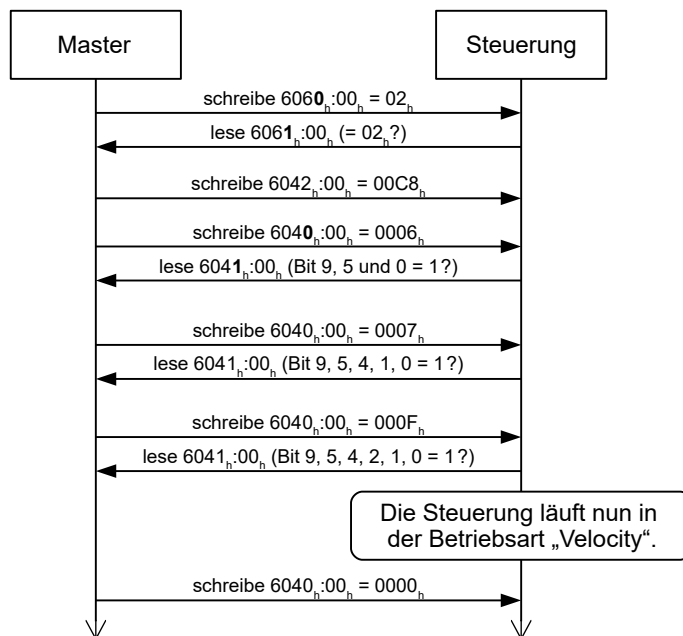 Master
Steuerung
schreibe 6060h:00h = 02h
lese 6061h:00h (= 02h?)
schreibe 6042h:00h = 00C8h
schreibe 6040h:00h = 0006h
lese 6041h:00h (Bit 9, 5 und 0 = 1?)
schreibe 6040h:00h = 0007h
lese 6041h:00h (Bit 9, 5, 4, 1, 0 = 1?)
schreibe 6040h:00h = 000Fh
lese 6041h:00h (Bit 9, 5, 4, 2, 1, 0 = 1?)
Die Steuerung läuft nun in
der Betriebsart „Velocity“.
schreibe 6040h:00h = 0000h